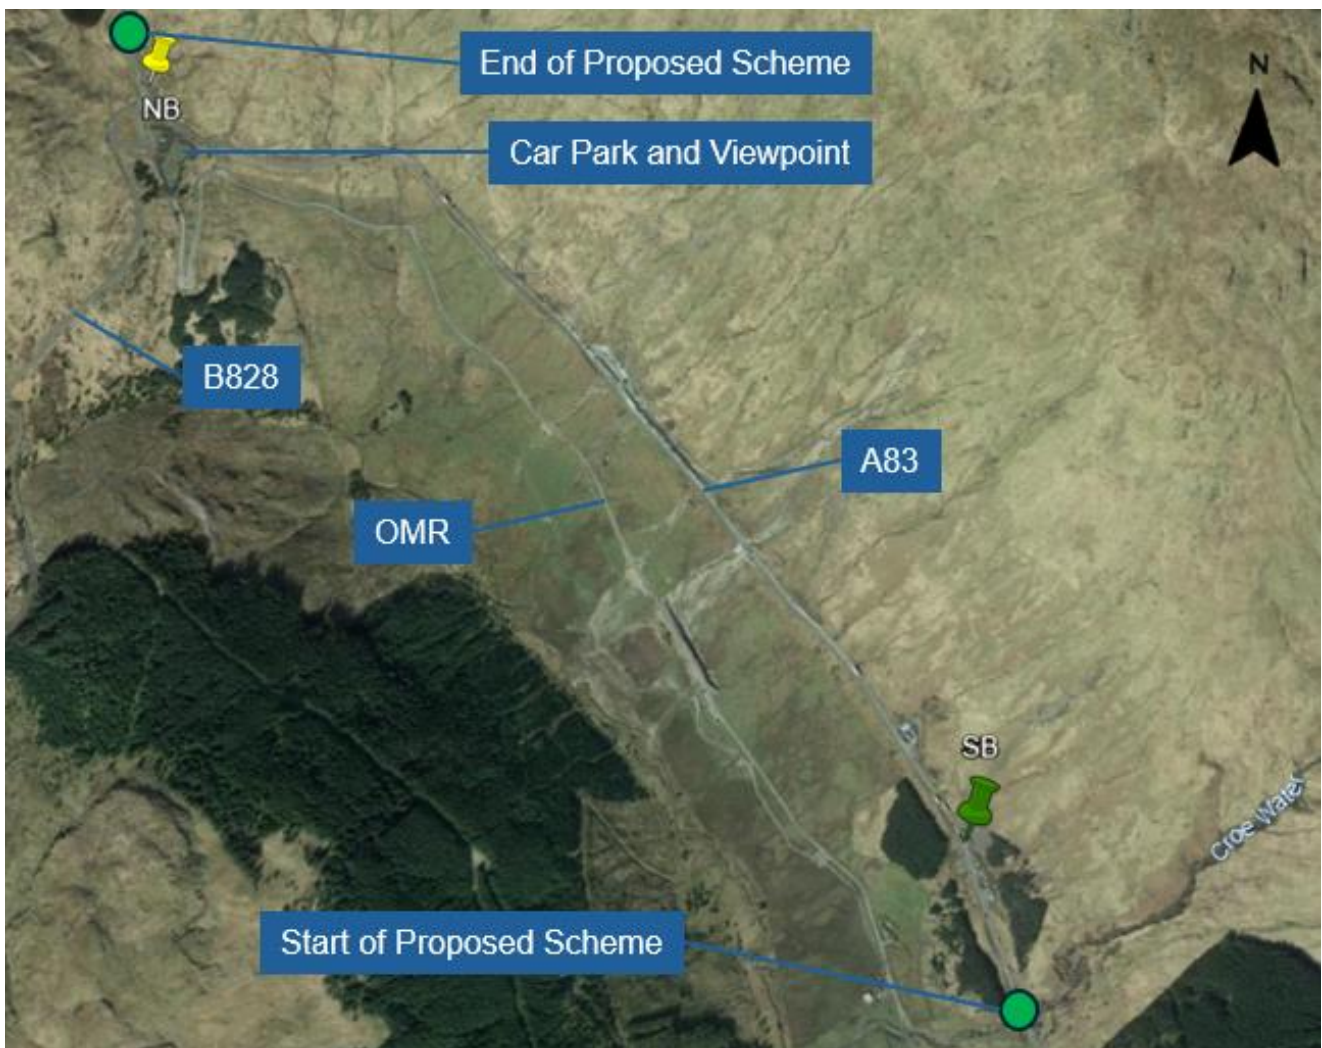 End of Proposed Scheme
N
NB
Car Park and Viewpoint
B828
A83
OMR
SB
Croe Water
Start of Proposed Scheme